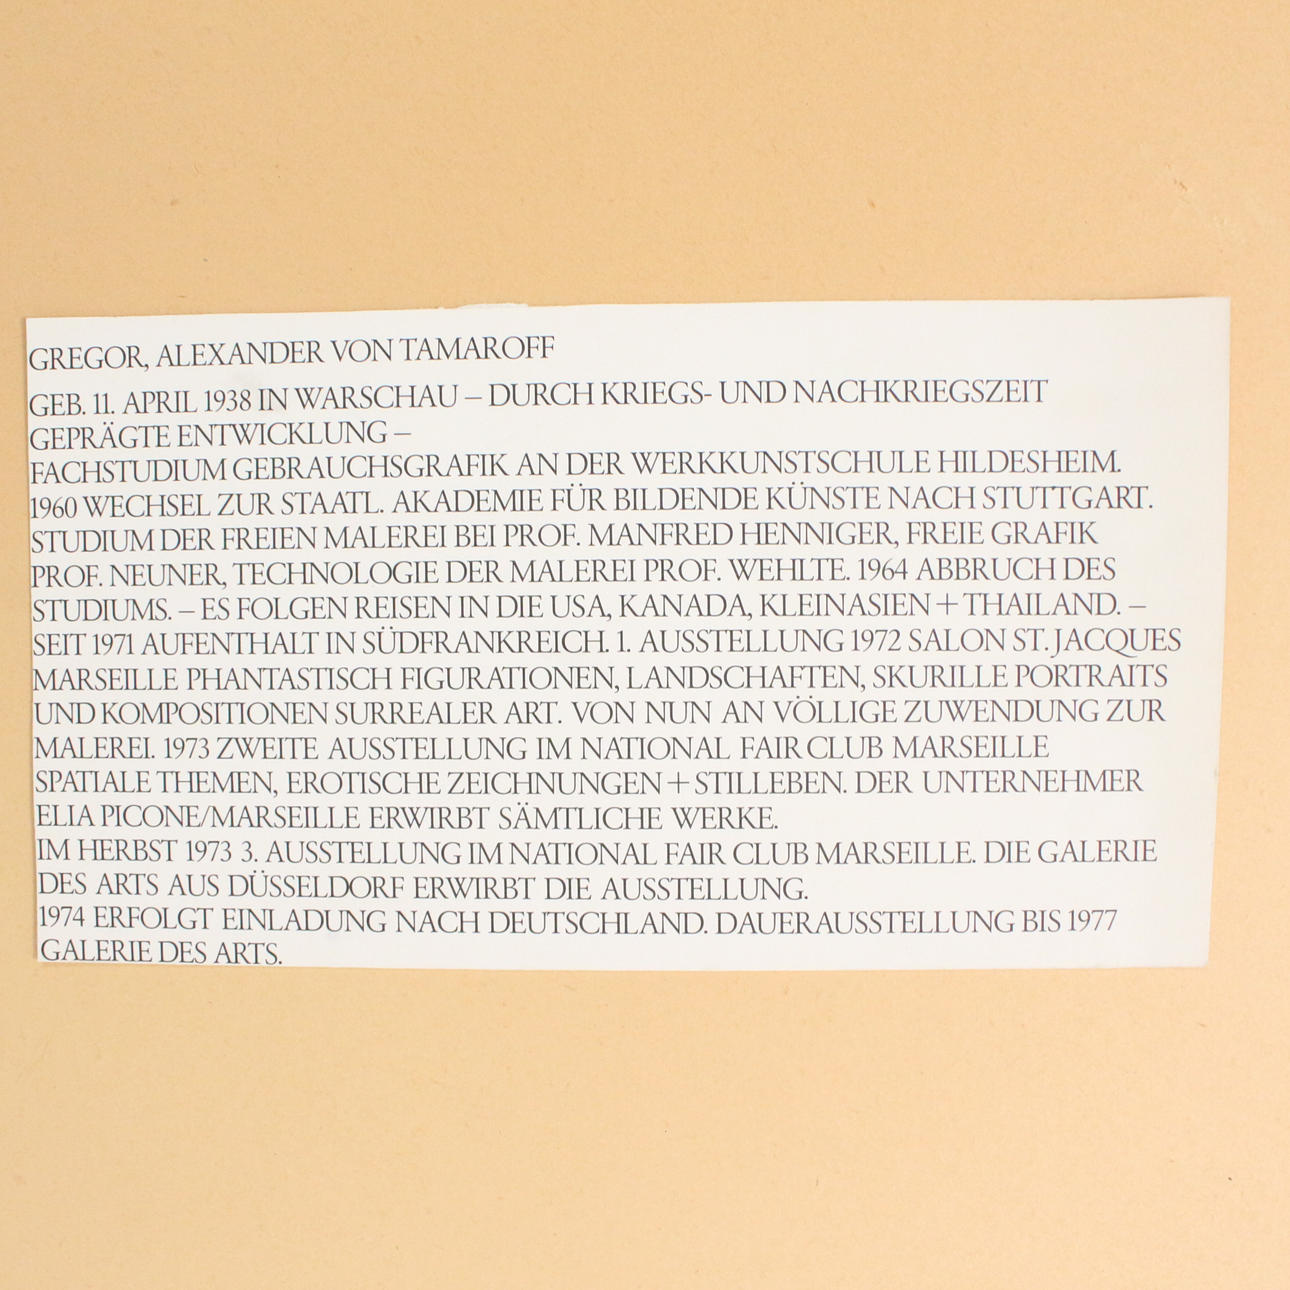 GREGOR, ALEXANDER VON TAMAROFF
GEB. 11. APRIL 1938 IN WARSCHAU – DURCH KRIEGS- UND NACHKRIEGSZEIT
GEPRÄGTE ENTWICKLUNG –
FACHSTUDIUM GEBRAUCHSGRAFIK AN DER WERKKUNSTSCHULE HILDESHEIM.
1960 WECHSEL ZUR STAATL. AKADEMIE FÜR BILDENDE KÜNSTE NACH STUTTGART.
STUDIUM DER FREIEN MALEREI BEI PROF. MANFRED HENNIGER, FREIE GRAFIK
PROF. NEUNER, TECHNOLOGIE DER MALEREI PROF. WEHLTE. 1964 ABBRUCH DES
STUDIUMS. – ES FOLGEN REISEN IN DIE USA, KANADA, KLEINASIEN + THAILAND. –
SEIT 1971 AUFENTHALT IN SÜDFRANKREICH. 1. AUSSTELLUNG 1972 SALON ST. JACQUES
MARSEILLE PHANTASTISCH FIGURATIONEN, LANDSCHAFTEN, SKURILLE PORTRAITS
UND KOMPOSITIONEN SURREALER ART. VON NUN AN VÖLLIGE ZUWENDUNG ZUR
MALEREI. 1973 ZWEITE AUSSTELLUNG IM NATIONAL FAIR CLUB MARSEILLE
SPATIALE THEMEN, EROTISCHE ZEICHNUNGEN + STILLEBEN. DER UNTERNEHMER
ELIA PICONE/MARSEILLE ERWIRBT SÄMTLICHE WERKE.
IM HERBST 1973 3. AUSSTELLUNG IM NATIONAL FAIR CLUB MARSEILLE. DIE GALERIE
DES ARTS AUS DÜSSELDORF ERWIRBT DIE AUSSTELLUNG.
1974 ERFOLGT EINLADUNG NACH DEUTSCHLAND. DAUERAUSSTELLUNG BIS 1977
GALERIE DES ARTS.